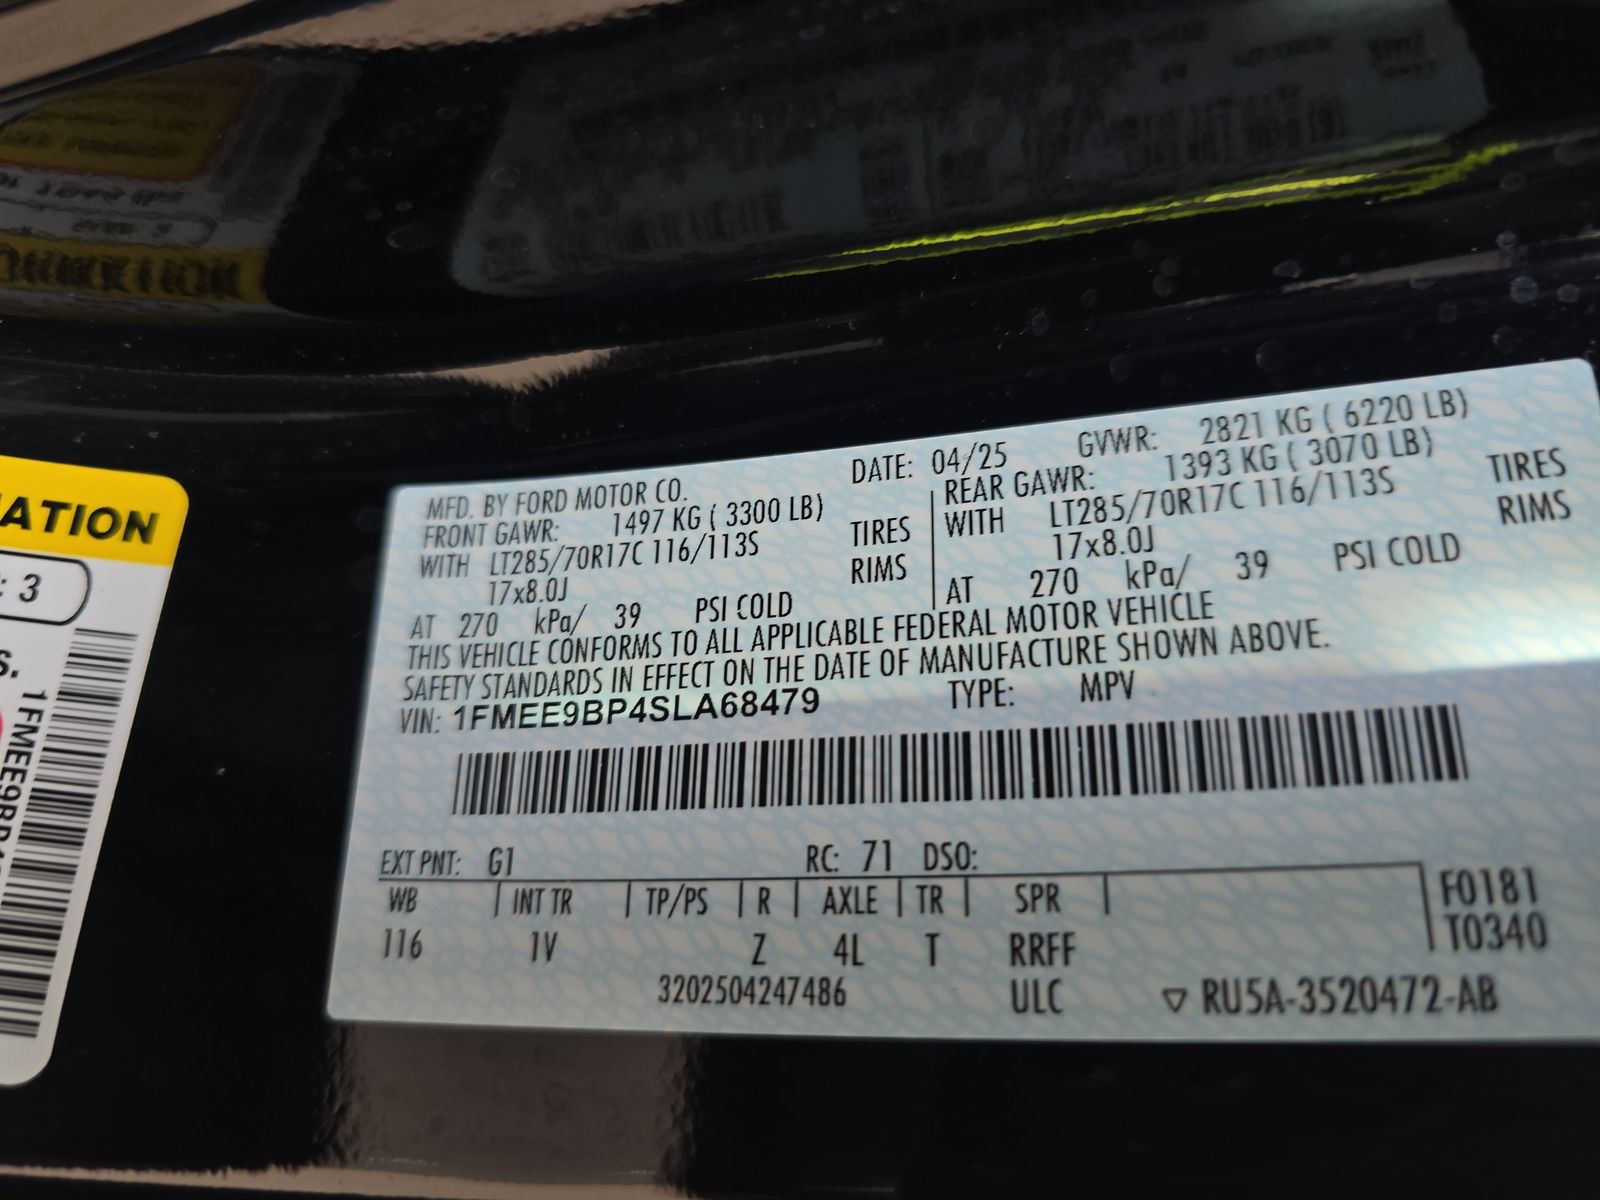 ATION
: 3
s.
1FMEE9BP4
MFD. BY FORD MOTOR CO.
DATE: 04/25
GVWR: 2821 KG ( 6220 LB)
FRONT GAWR: 1497 KG ( 3300 LB)
WITH LT285/70R17C 116/113S TIRES
17x8.0J RIMS
AT 270 kPa/ 39 PSI COLD
REAR GAWR: 1393 KG ( 3070 LB)
WITH LT285/70R17C 116/113S TIRES
17x8.0J RIMS
AT 270 kPa/ 39 PSI COLD
THIS VEHICLE CONFORMS TO ALL APPLICABLE FEDERAL MOTOR VEHICLE
SAFETY STANDARDS IN EFFECT ON THE DATE OF MANUFACTURE SHOWN ABOVE.
VIN: 1FMEE9BP4SLA68479 TYPE: MPV
EXT PNT: G1 RC: 71 DSO:
WB INT TR TP/PS R AXLE TR SPR
116 1V Z 4L T RRFF
F0181
T0340
3202504247486 ULC ▽ RU5A-3520472-AB